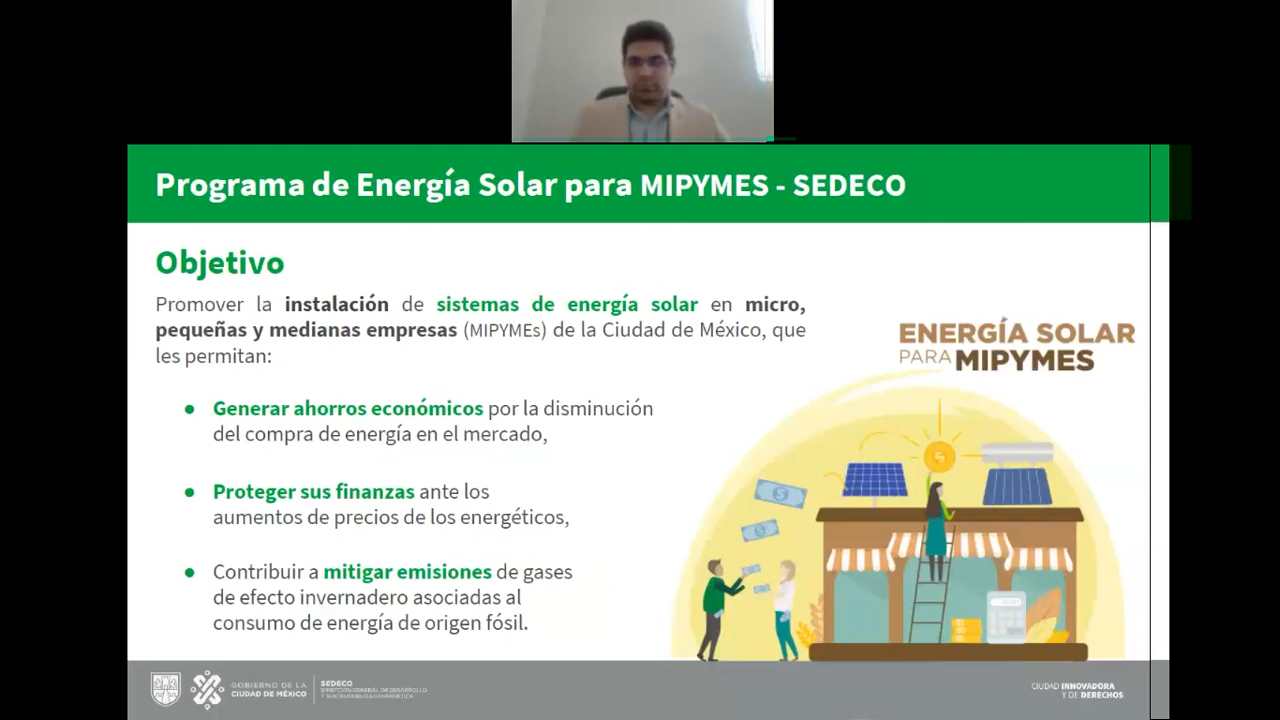 Programa de Energía Solar para MIPYMES - SEDECO
Objetivo
Promover la instalación de sistemas de energía solar en micro,
pequeñas y medianas empresas (MIPYMEs) de la Ciudad de México, que
les permitan:
ENERGÍA SOLAR
PARA MIPYMES
● Generar ahorros económicos por la disminución
del compra de energía en el mercado,
● Proteger sus finanzas ante los
aumentos de precios de los energéticos,
● Contribuir a mitigar emisiones de gases
de efecto invernadero asociadas al
consumo de energía de origen fósil.
GOBIERNO DE LA
CIUDAD DE MÉXICO
SEDECO
DIRECCIÓN GENERAL DE DESARROLLO
Y SUSTENTABILIDAD ENERGÉTICA
CIUDAD INNOVADORA
Y DE DERECHOS